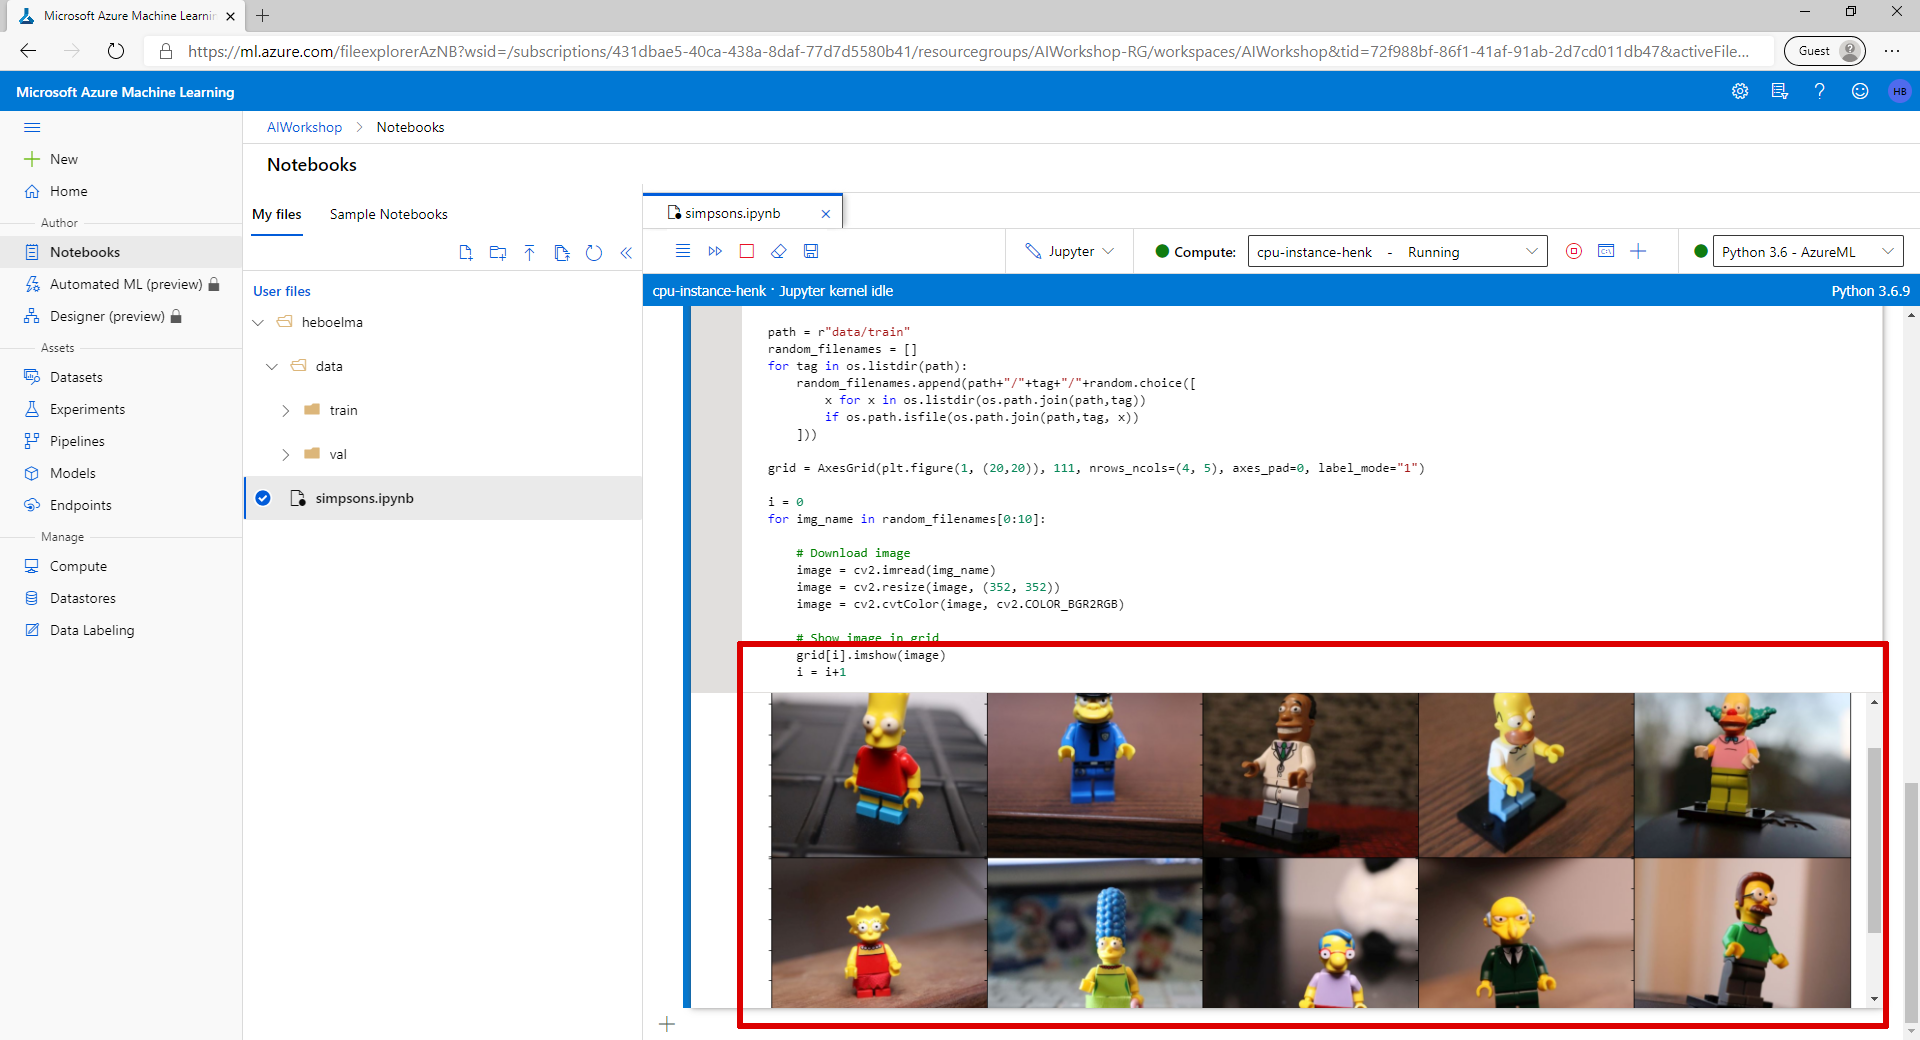 Microsoft Azure Machine Learnin
https://ml.azure.com/fileexplorerAzNB?wsid=/subscriptions/431dbae5-40ca-438a-8daf-77d7d5580b41/resourcegroups/AIWorkshop-RG/workspaces/AIWorkshop&tid=72f988bf-86f1-41af-91ab-2d7cd011db47&activeFile...
Guest
Microsoft Azure Machine Learning
HB
AIWorkshop > Notebooks
New
Notebooks
Home
Author
My files
Sample Notebooks
simpsons.ipynb
Notebooks
Automated ML (preview)
Designer (preview)
Assets
Datasets
Experiments
Pipelines
Models
Endpoints
Manage
Compute
Datastores
Data Labeling
User files
heboelma
data
train
val
simpsons.ipynb
Jupyter
Compute:
cpu-instance-henk - Running
Python 3.6 - AzureML
cpu-instance-henk · Jupyter kernel idle
Python 3.6.9
path = r"data/train"
random_filenames = []
for tag in os.listdir(path):
    random_filenames.append(path+"/"+tag+"/"+random.choice([
        x for x in os.listdir(os.path.join(path,tag))
        if os.path.isfile(os.path.join(path,tag, x))
    ]))
grid = AxesGrid(plt.figure(1, (20,20)), 111, nrows_ncols=(4, 5), axes_pad=0, label_mode="1")
i = 0
for img_name in random_filenames[0:10]:
    # Download image
    image = cv2.imread(img_name)
    image = cv2.resize(image, (352, 352))
    image = cv2.cvtColor(image, cv2.COLOR_BGR2RGB)
    # Show image in grid
    grid[i].imshow(image)
    i = i+1